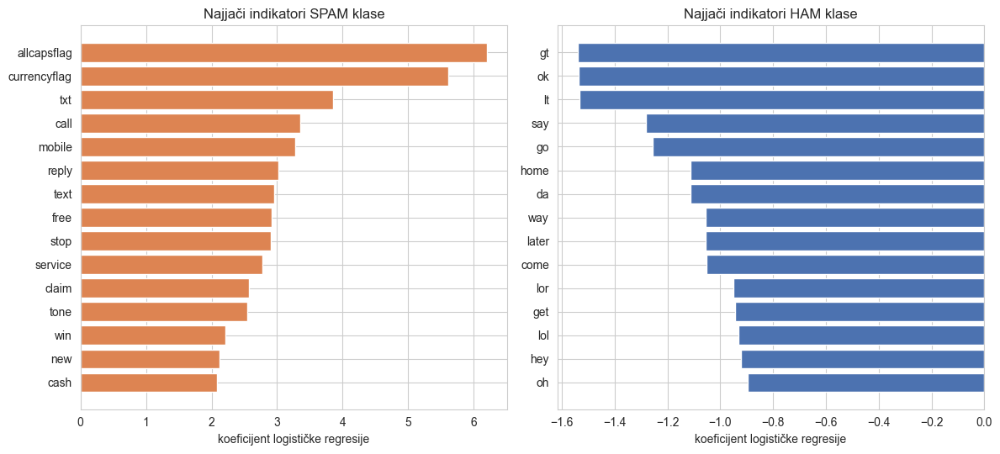 Najjači indikatori SPAM klase
allcapsflag
currencyflag
txt
call
mobile
reply
text
free
stop
service
claim
tone
win
new
cash
0 1 2 3 4 5 6
koeficijent logističke regresije
Najjači indikatori HAM klase
gt
ok
lt
say
go
home
da
way
later
come
lor
get
lol
hey
oh
−1.6 −1.4 −1.2 −1.0 −0.8 −0.6 −0.4 −0.2 0.0
koeficijent logističke regresije